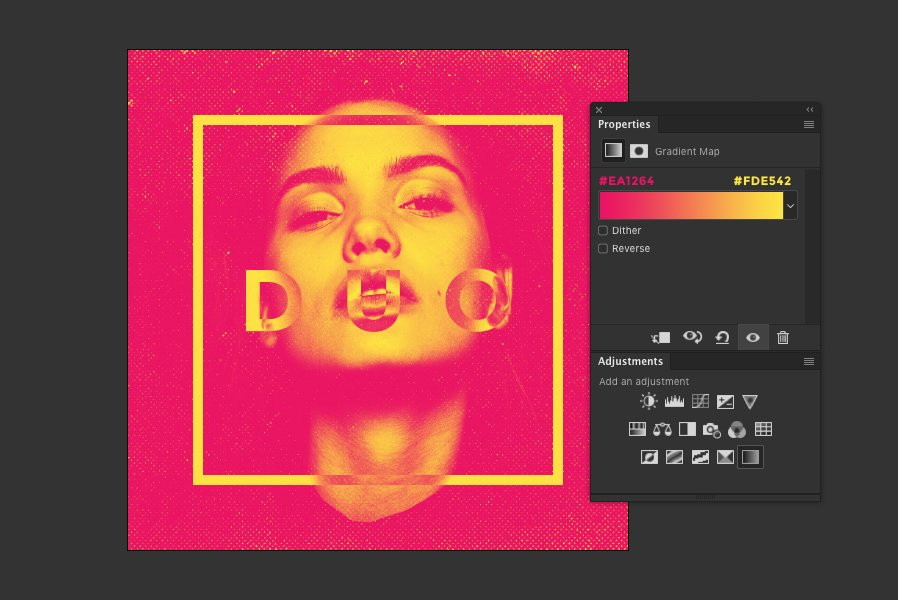 DUO
Properties
Gradient Map
#EA1264 #FDE542
Dither
Reverse
Adjustments
Add an adjustment